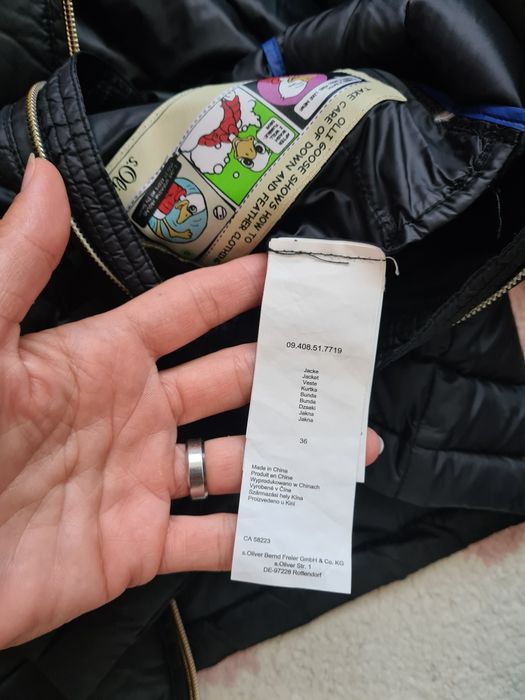 s.Oli
OLLI GOOSE SHOWS HOW TO
TAKE CARE OF DOWN AND FEATHER CLOTHING
09.408.51.7719
Jacke
Jacket
Veste
Kurtka
Bunda
Bunda
Dzseki
Jakna
Jakna
36
Made in China
Produit en Chine
Wyprodukowano w Chinach
Vyrobené v Číně
Származási hely Kína
Proizvedeno u Kini
CA 58223
s.Oliver Bernd Freier GmbH & Co. KG
s.Oliver Str. 1
DE-97228 Rottendorf